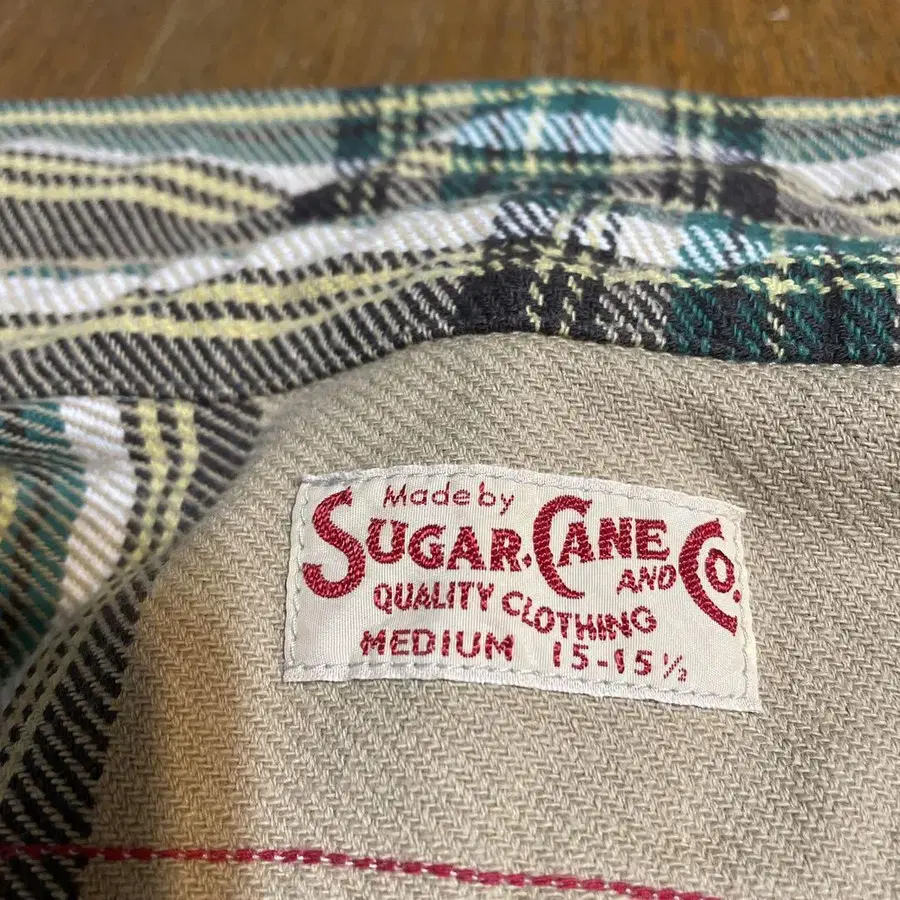 Made by
SUGAR.CANE AND CO.
QUALITY CLOTHING
MEDIUM 15-15½